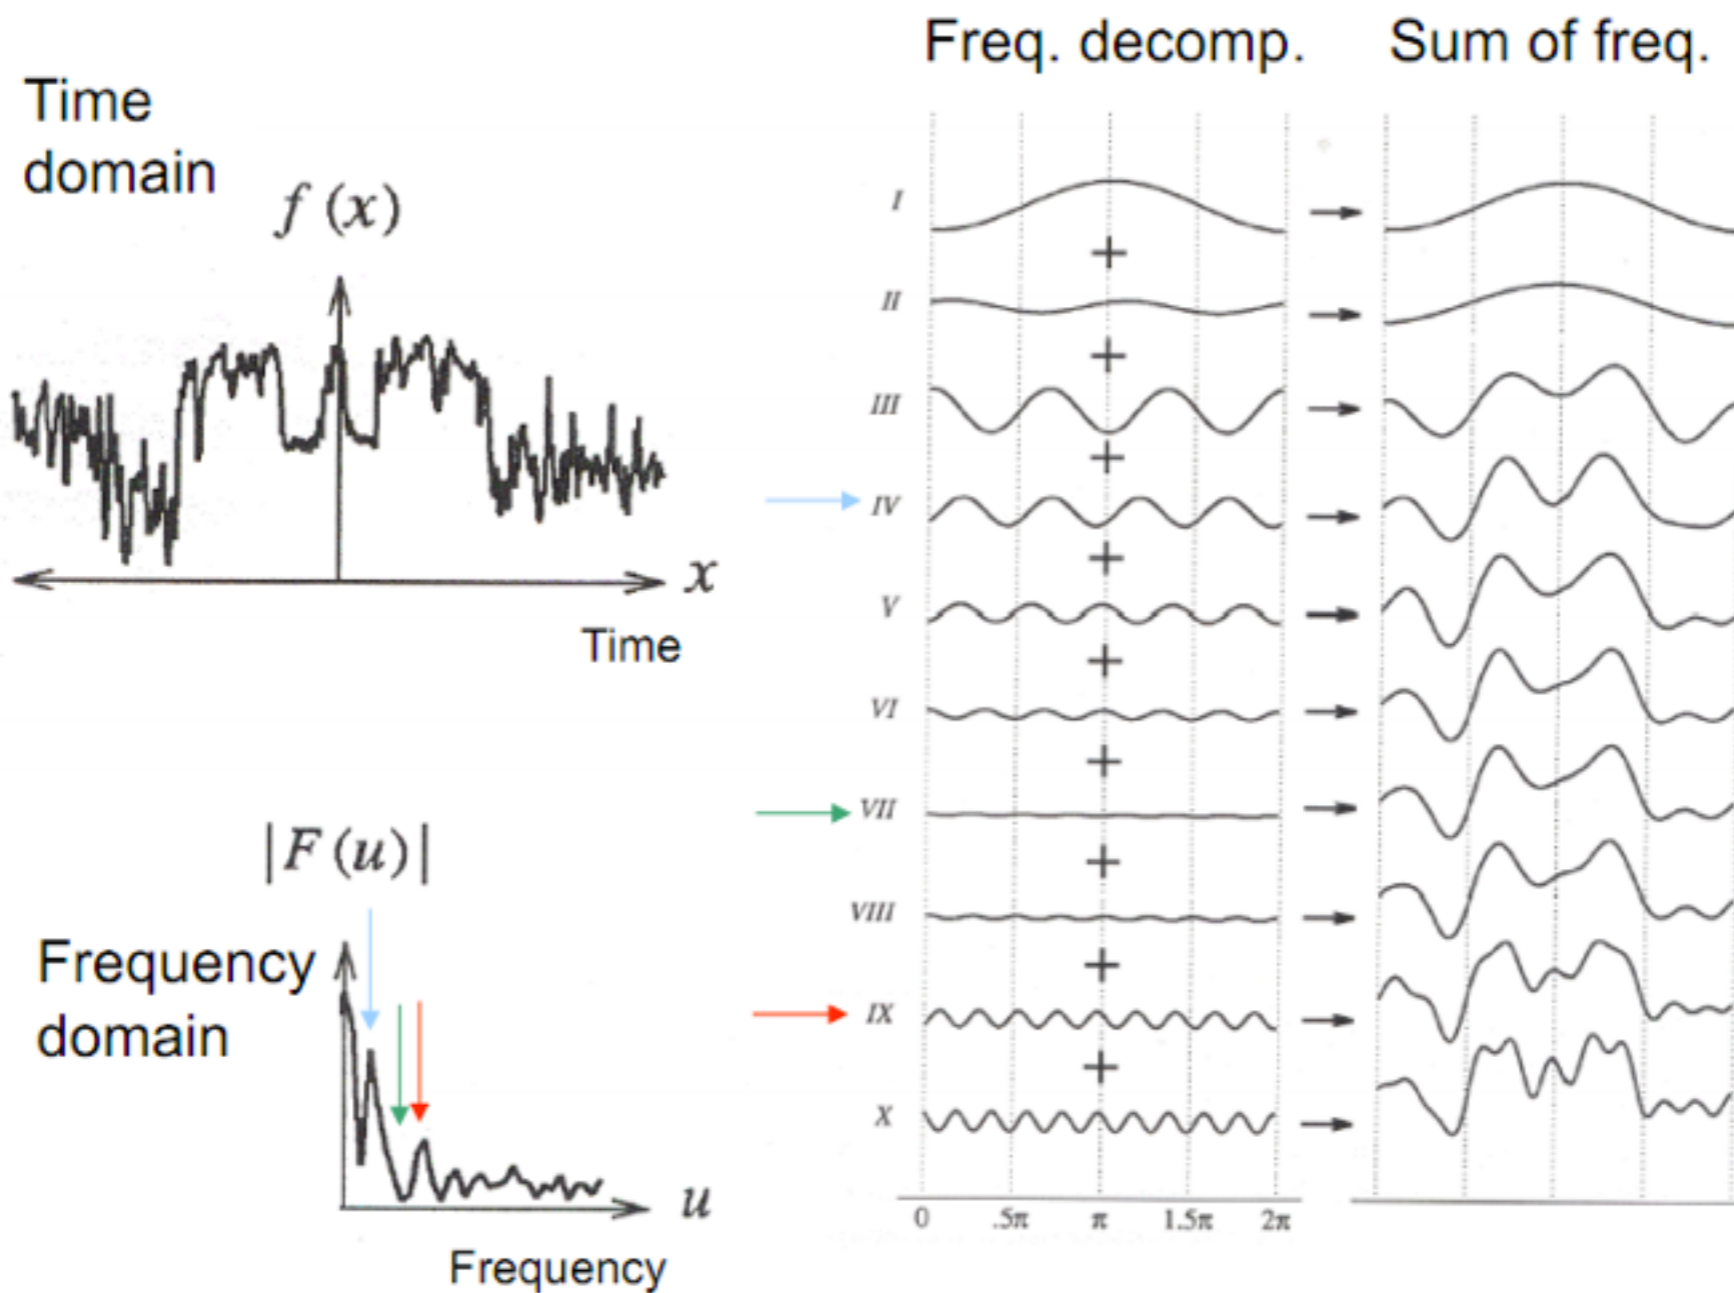 Time
domain
f (x)
x
Time
|F (u)|
Frequency
domain
u
Frequency
Freq. decomp.
I
+
II
+
III
+
IV
+
V
+
VI
+
VII
+
VIII
+
IX
+
X
0 .5π π 1.5π 2π
Sum of freq.